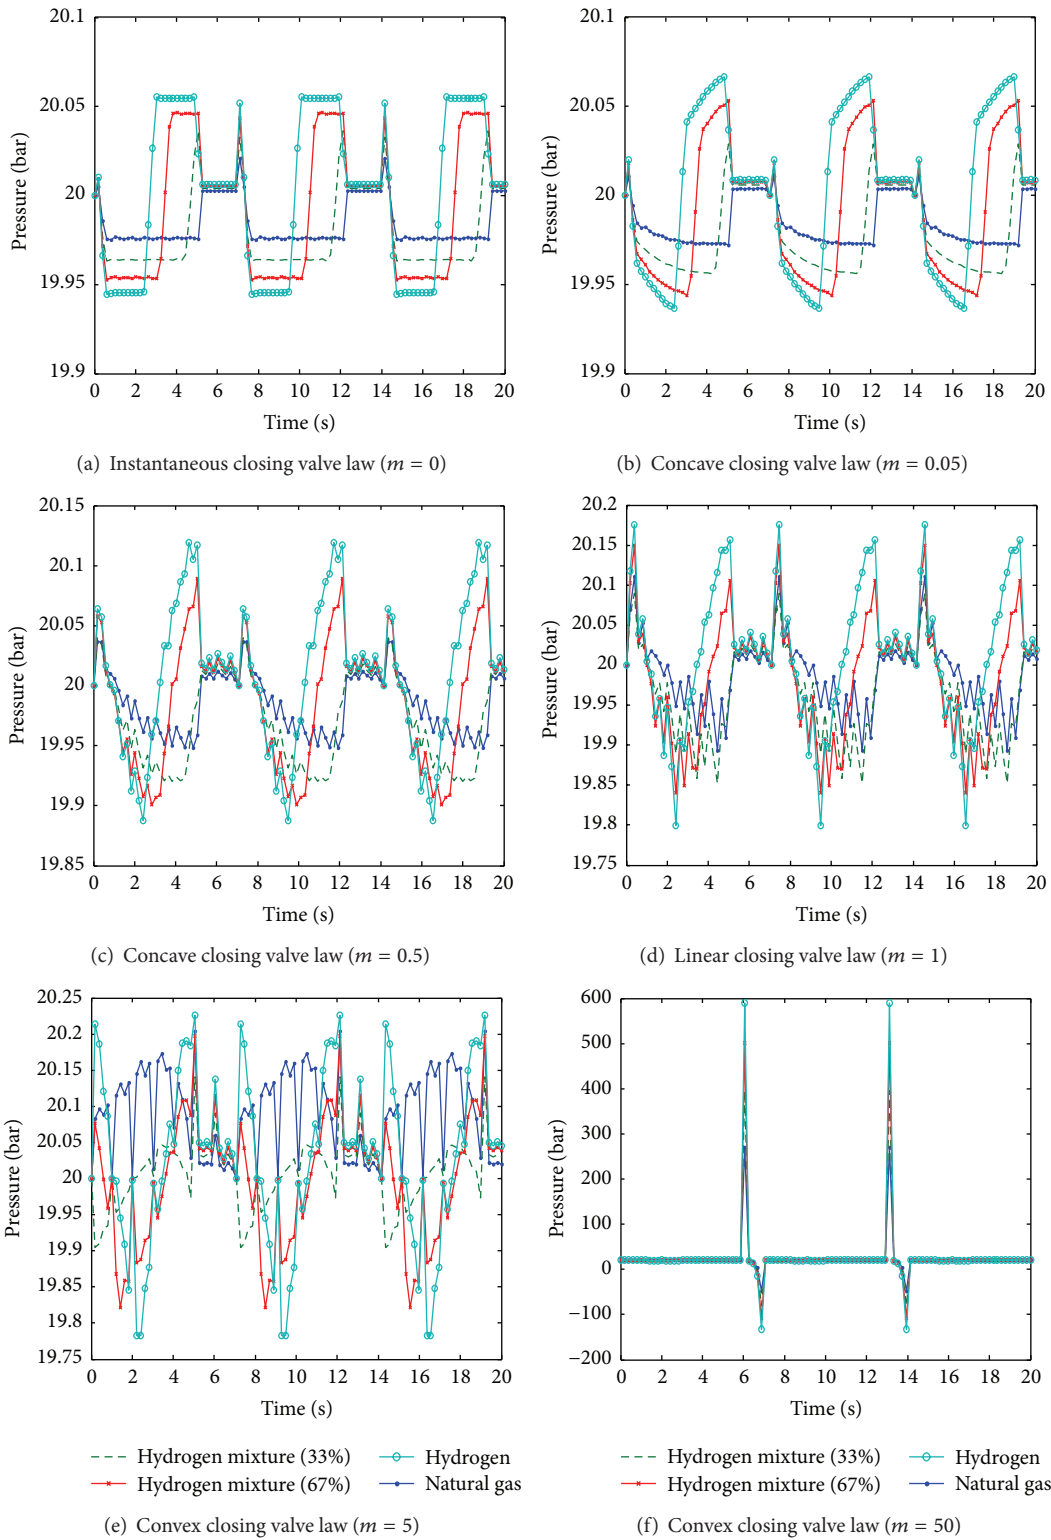 20.1
20.05
20
19.95
19.9
Pressure (bar)
0 2 4 6 8 10 12 14 16 18 20
Time (s)
(a) Instantaneous closing valve law (m = 0)
20.1
20.05
20
19.95
19.9
Pressure (bar)
0 2 4 6 8 10 12 14 16 18 20
Time (s)
(b) Concave closing valve law (m = 0.05)
20.15
20.1
20.05
20
19.95
19.9
19.85
Pressure (bar)
0 2 4 6 8 10 12 14 16 18 20
Time (s)
(c) Concave closing valve law (m = 0.5)
20.2
20.15
20.1
20.05
20
19.95
19.9
19.85
19.8
19.75
Pressure (bar)
0 2 4 6 8 10 12 14 16 18 20
Time (s)
(d) Linear closing valve law (m = 1)
20.25
20.2
20.15
20.1
20.05
20
19.95
19.9
19.85
19.8
19.75
Pressure (bar)
0 2 4 6 8 10 12 14 16 18 20
Time (s)
Hydrogen mixture (33%)
Hydrogen mixture (67%)
Hydrogen
Natural gas
(e) Convex closing valve law (m = 5)
600
500
400
300
200
100
0
−100
−200
Pressure (bar)
0 2 4 6 8 10 12 14 16 18 20
Time (s)
Hydrogen mixture (33%)
Hydrogen mixture (67%)
Hydrogen
Natural gas
(f) Convex closing valve law (m = 50)